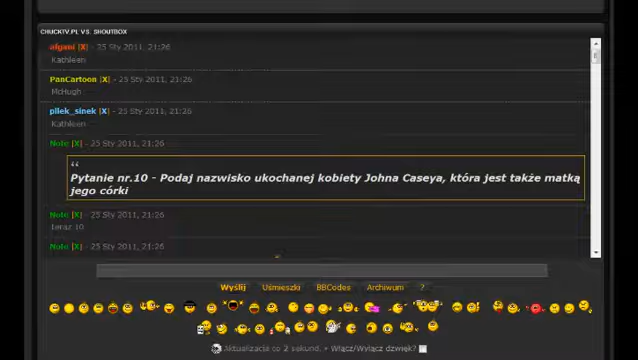 CHUCKTV.PL VS. SHOUTBOX
afgami [X] - 25 Sty 2011, 21:26
Kathleen
PanCartoon [X] - 25 Sty 2011, 21:26
McHugh
pilek_sinek [X] - 25 Sty 2011, 21:26
Kathleen
Note [X] - 25 Sty 2011, 21:26
“
Pytanie nr.10 - Podaj nazwisko ukochanej kobiety Johna Caseya, która jest także matką
jego córki
Note [X] - 25 Sty 2011, 21:26
teraz 10
Note [X] - 25 Sty 2011, 21:26
Wyślij Uśmieszki BBCodes Archiwum ?
Aktualizacja co 2 sekund. • Włącz/Wyłącz dzwięk?